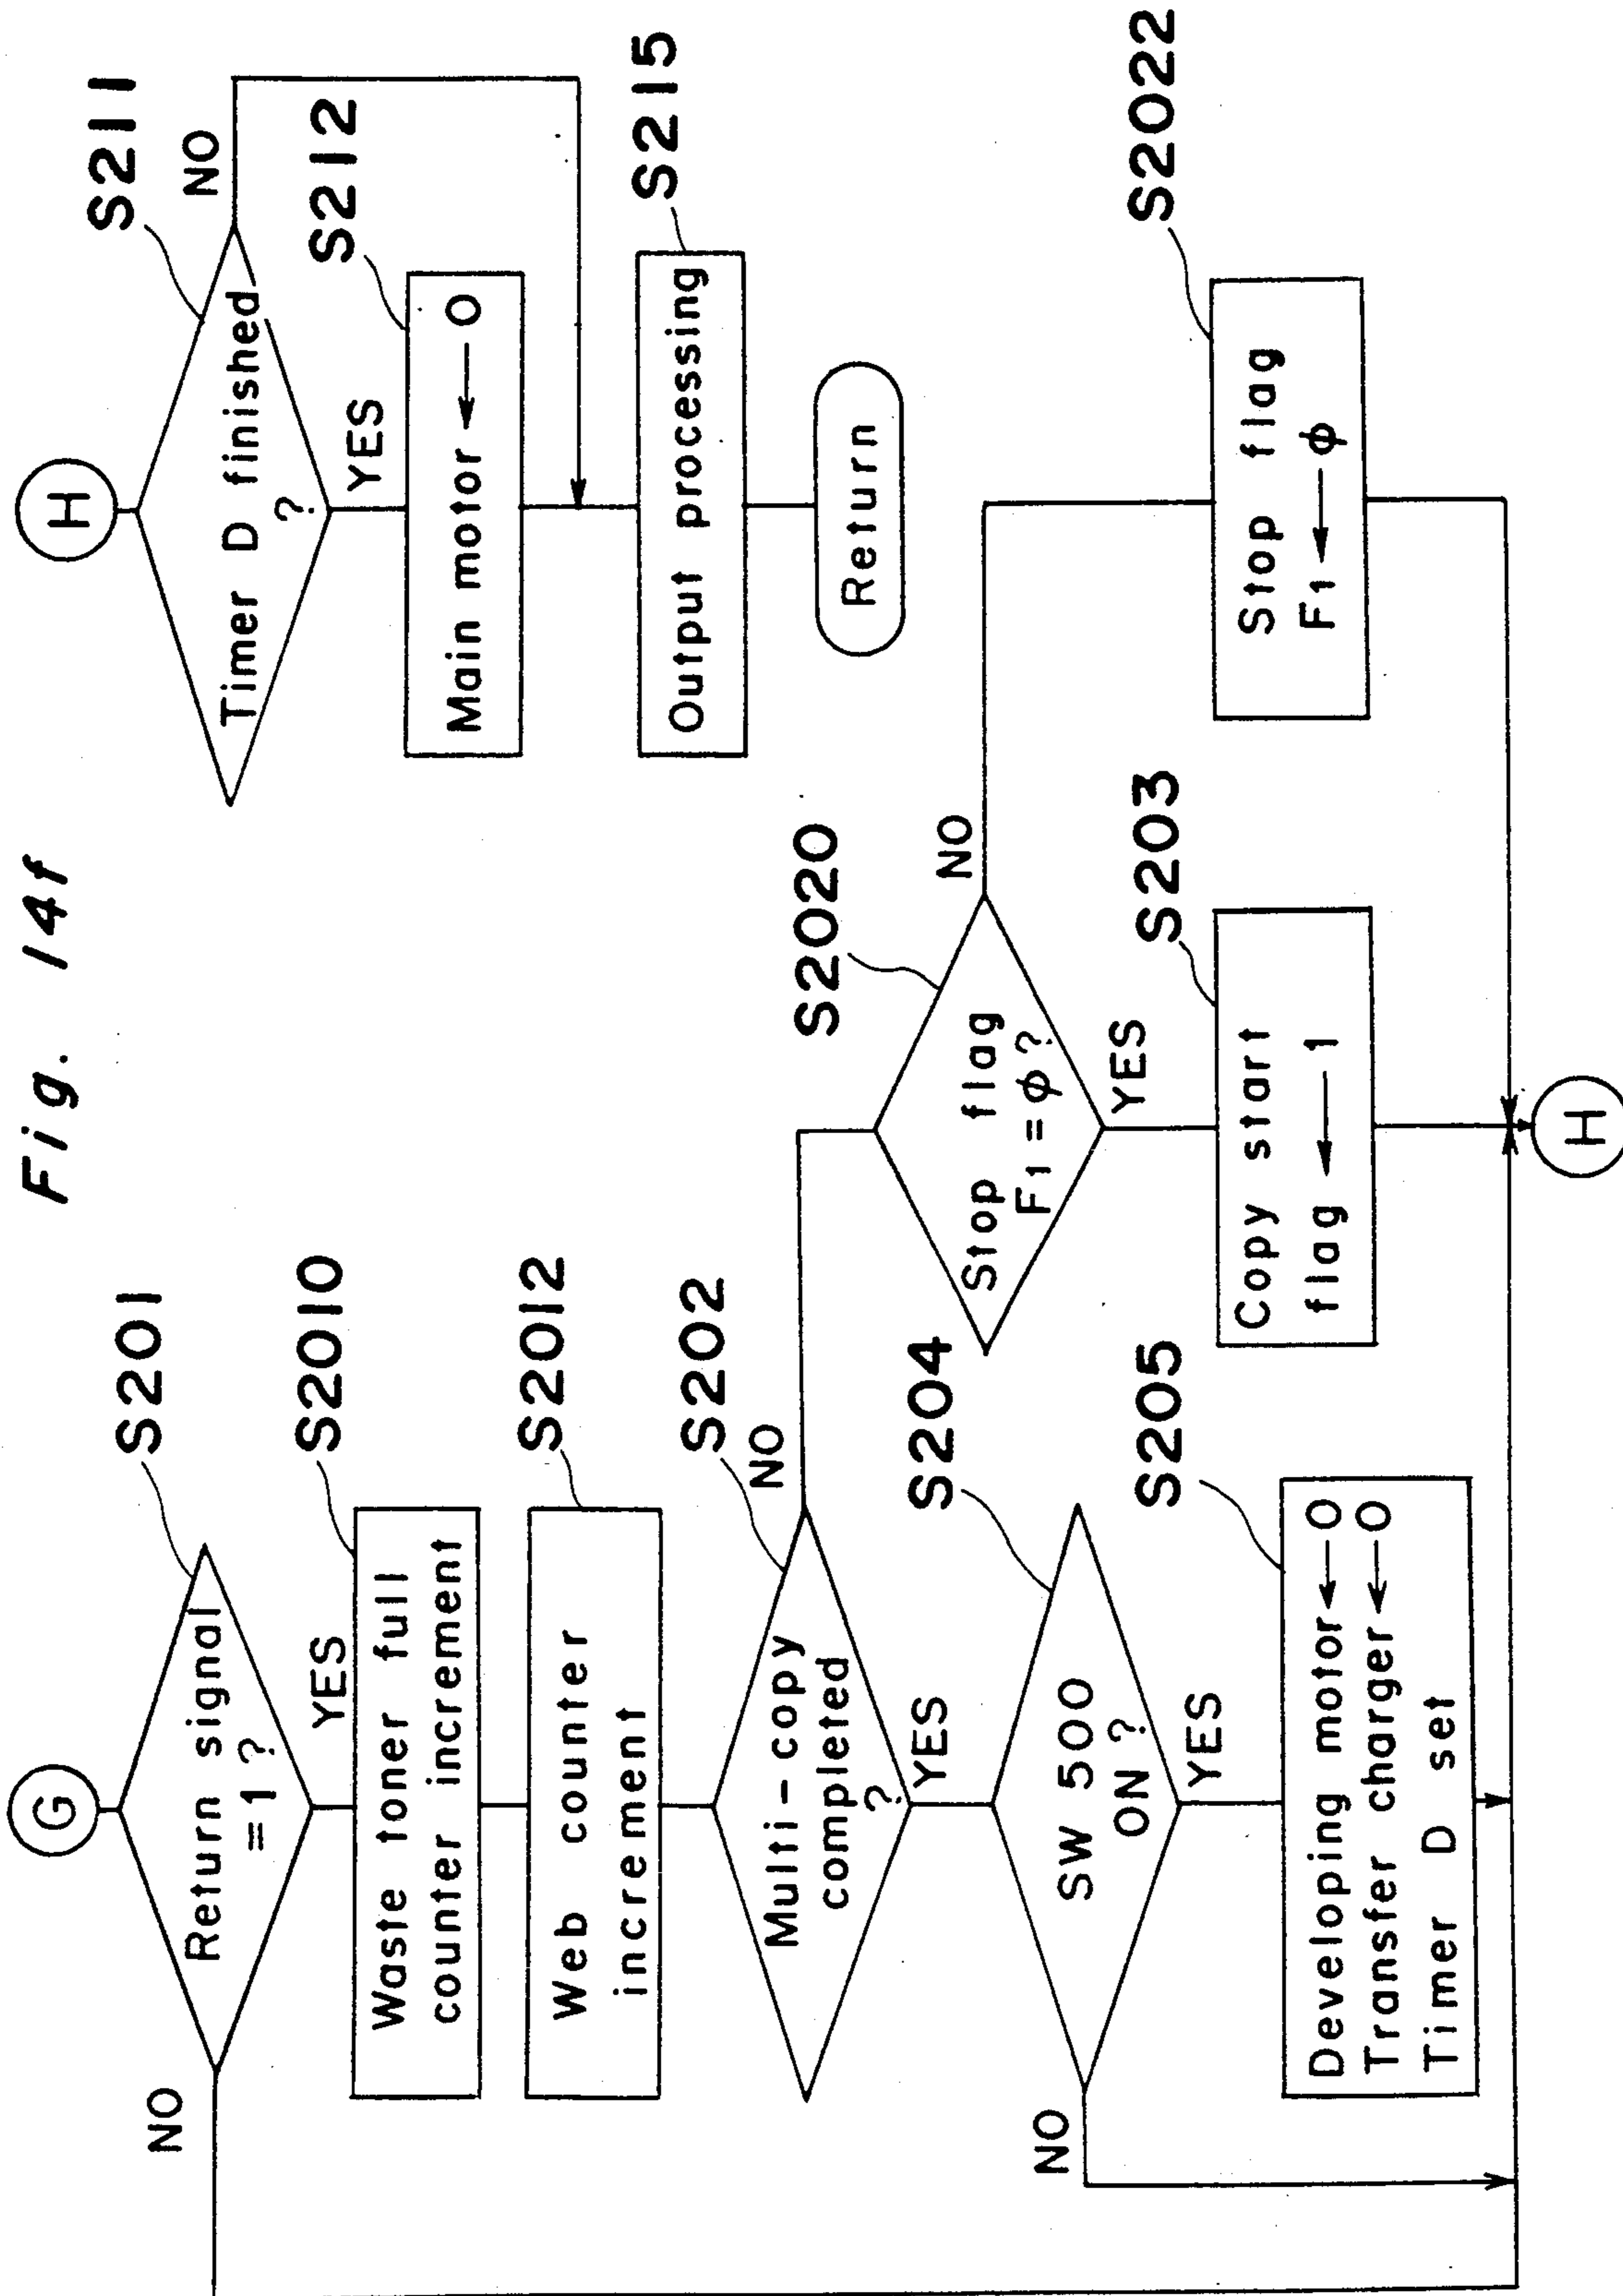 Fig. 14f
G
S201
Return signal
= 1 ?
NO
YES
S2010
Waste toner full
counter increment
S2012
Web counter
increment
S202
Multi-copy
completed
?
NO
YES
S204
SW 500
ON ?
NO
YES
S205
Developing motor ← 0
Transfer charger ← 0
Timer D set
S2020
Stop flag
F1 = ϕ ?
NO
YES
S203
Copy start
flag ← 1
S2022
Stop flag
F1 ← ϕ
H
H
S211
Timer D finished
?
NO
YES
S212
Main motor ← 0
S215
Output processing
Return